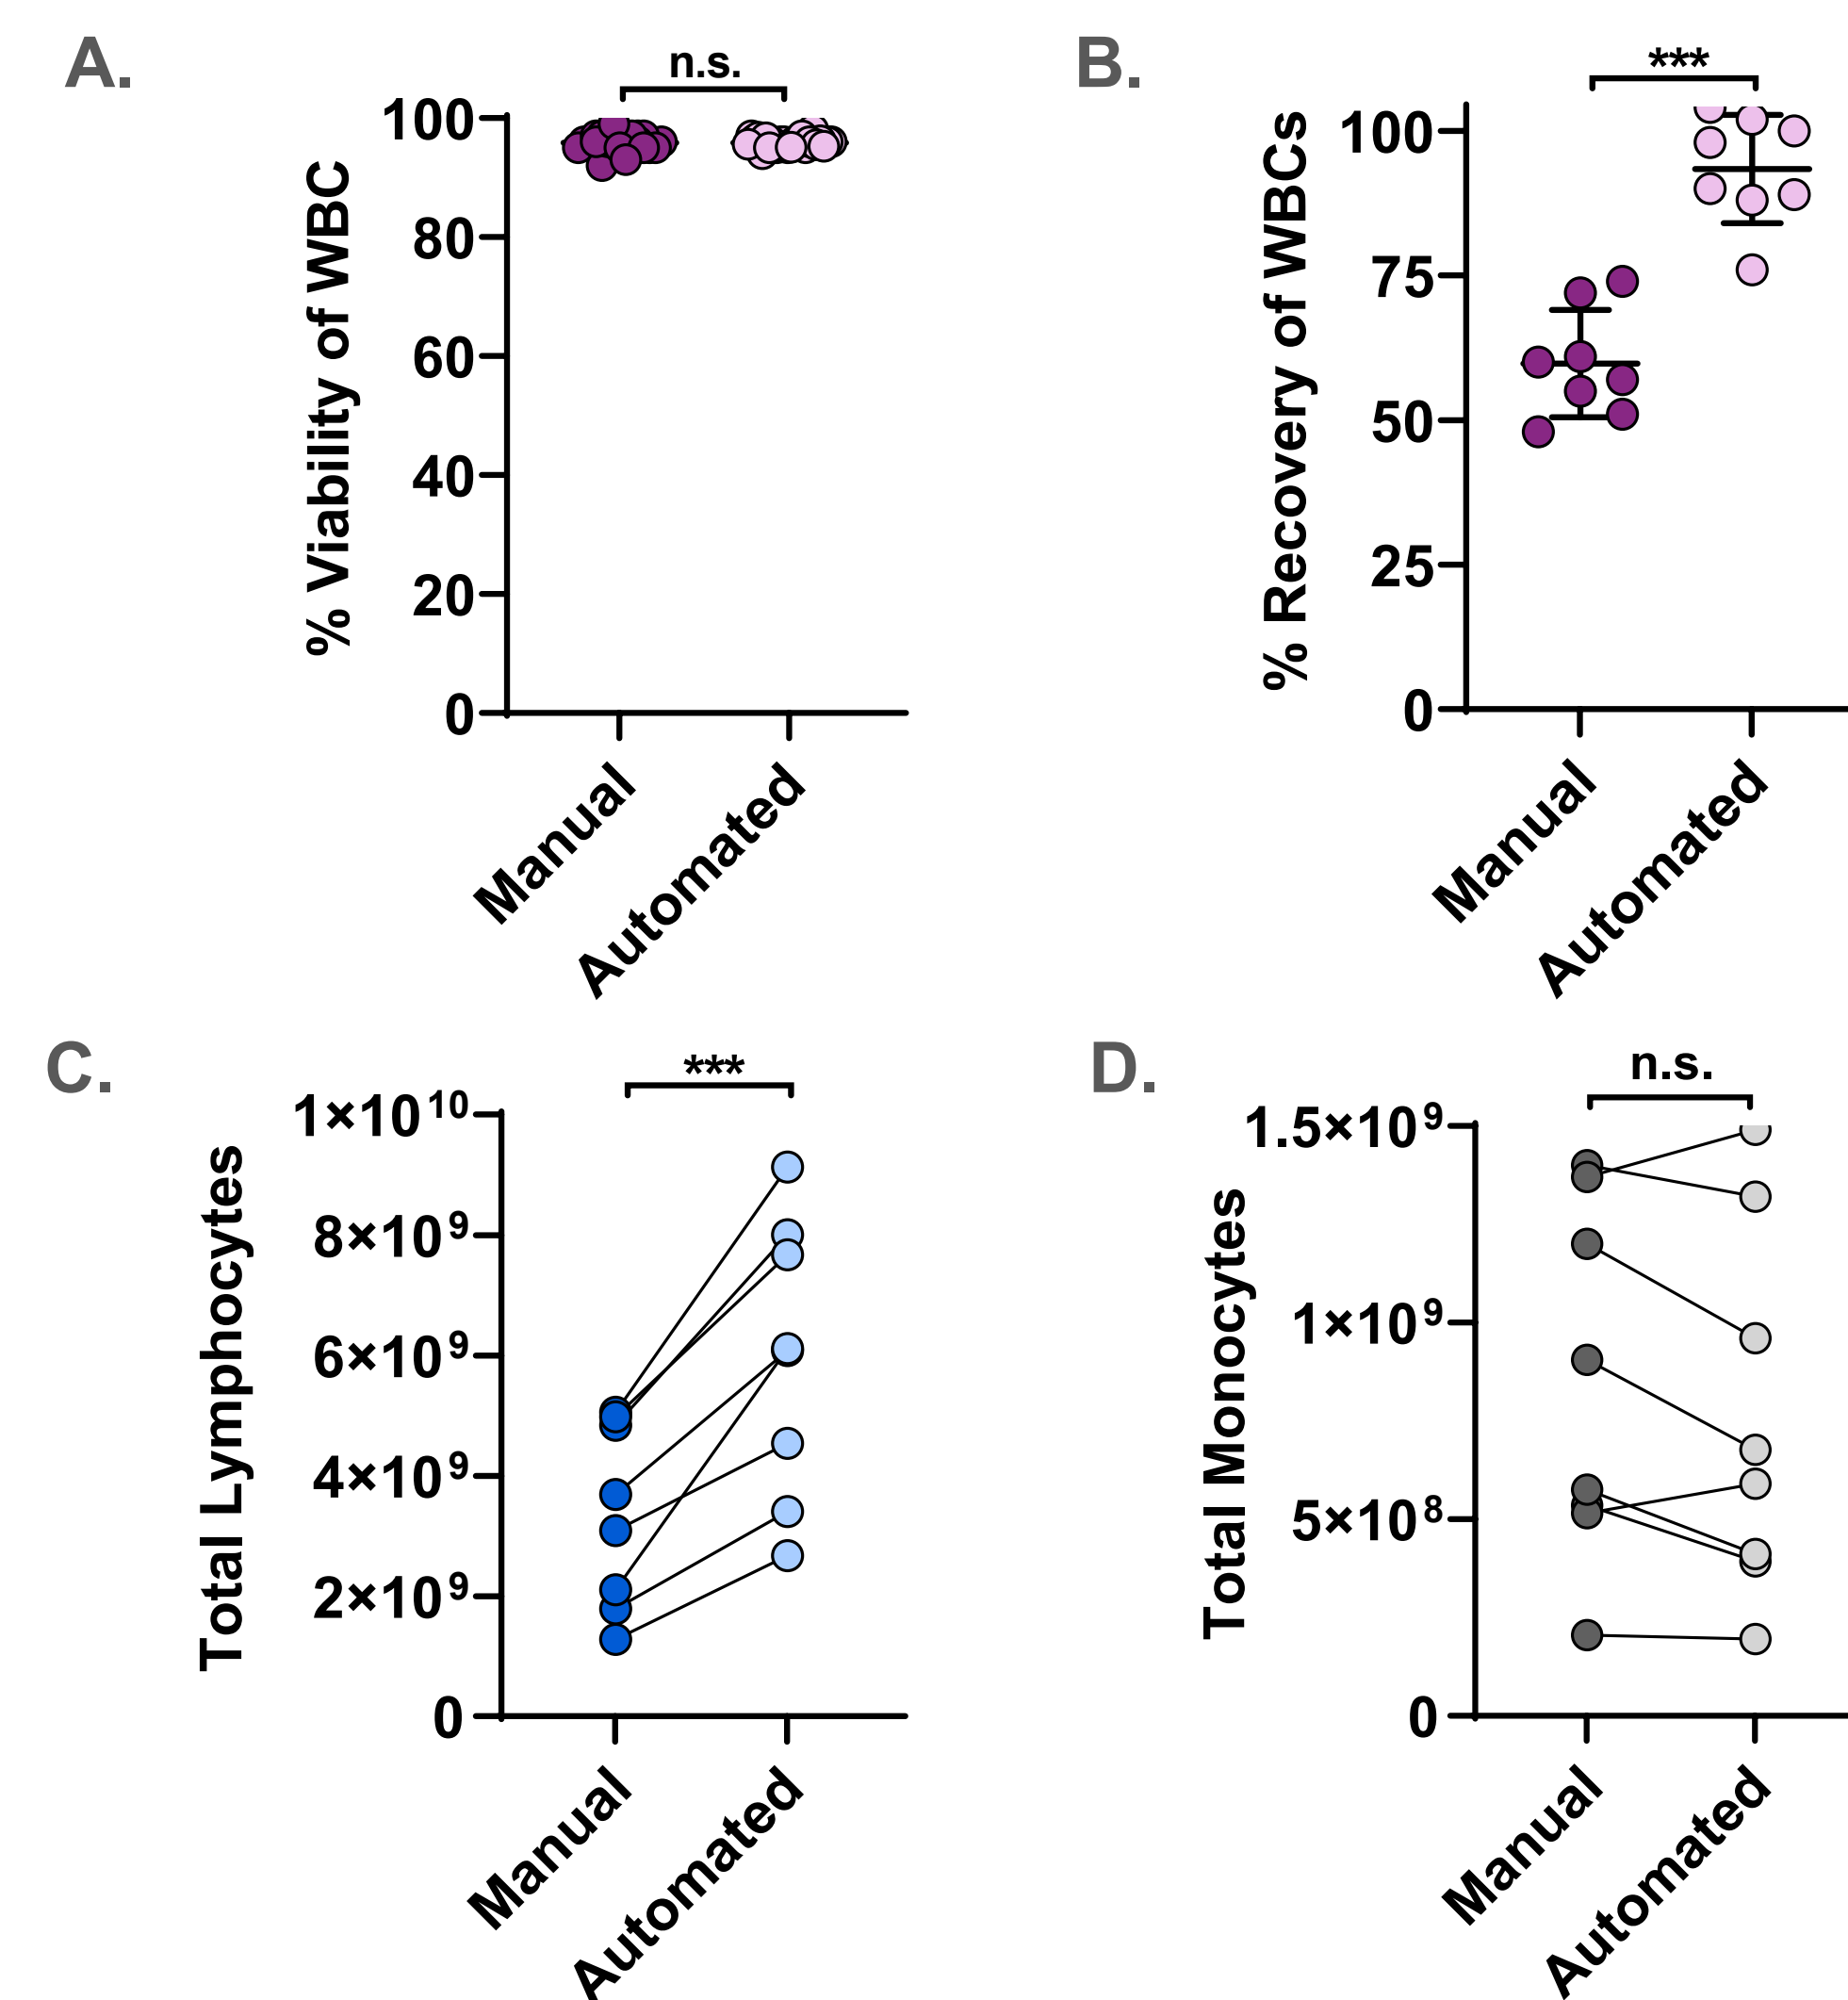 A.
n.s.
% Viability of WBC
100
80
60
40
20
0
Manual
Automated
B.
***
% Recovery of WBCs
100
75
50
25
0
Manual
Automated
C.
***
Total Lymphocytes
1×10¹⁰
8×10⁹
6×10⁹
4×10⁹
2×10⁹
0
Manual
Automated
D.
n.s.
Total Monocytes
1.5×10⁹
1×10⁹
5×10⁸
0
Manual
Automated